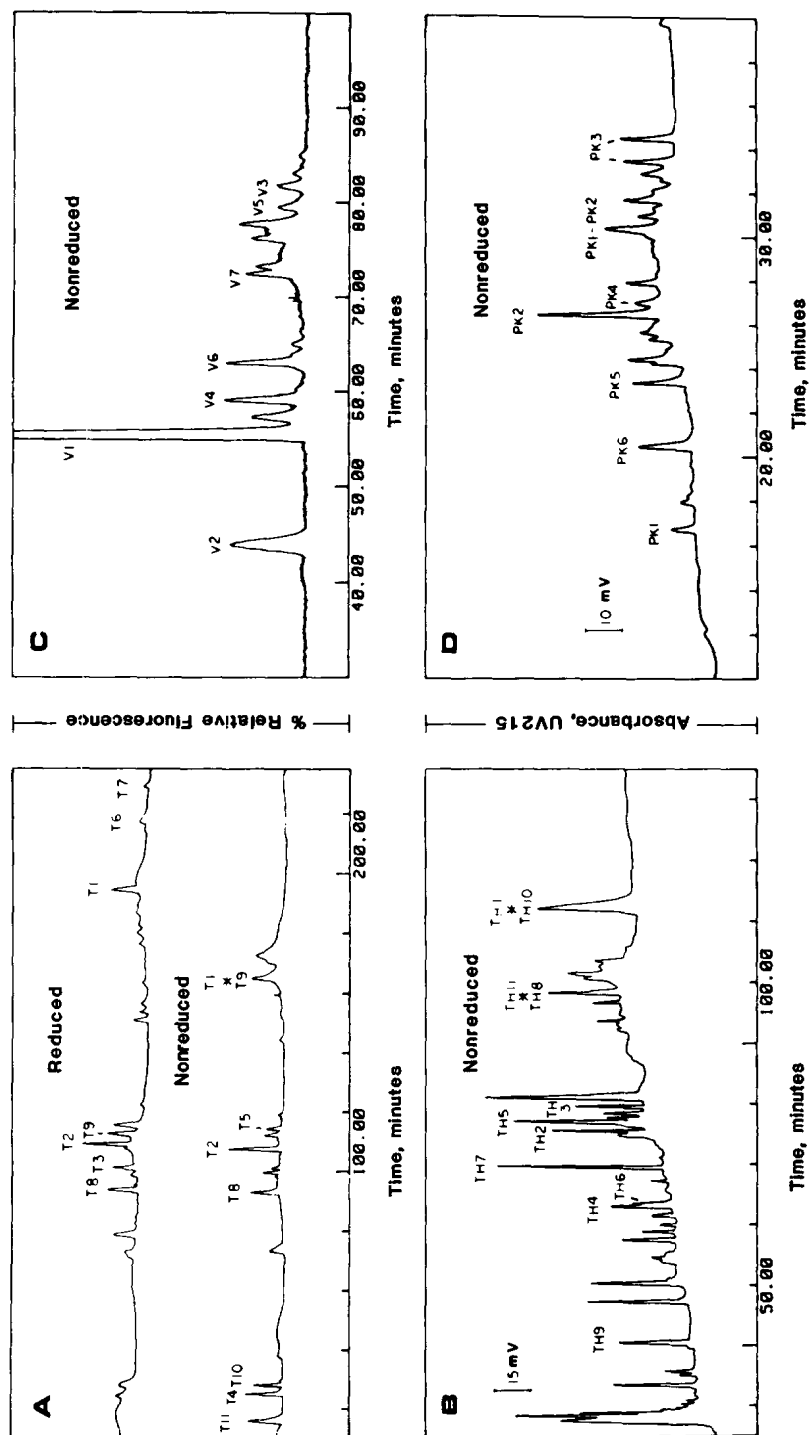 A
Reduced
T8
T3
T2
T9
T1
T6
T7
Nonreduced
T11
T4
T10
T8
T2
T5
T1
*
T9
100.00
200.00
Time, minutes
% Relative Fluorescence
C
Nonreduced
V2
V1
V4
V6
V7
V5
V3
40.00
50.00
60.00
70.00
80.00
90.00
Time, minutes
B
Nonreduced
15 mV
TH9
TH4
TH6
TH7
TH2
TH5
TH
3
TH11
*
TH8
TH1
*
TH10
50.00
100.00
Time, minutes
Absorbance, UV215
D
Nonreduced
10 mV
PK1
PK6
PK5
PK2
PK4
PK1-PK2
PK3
20.00
30.00
Time, minutes